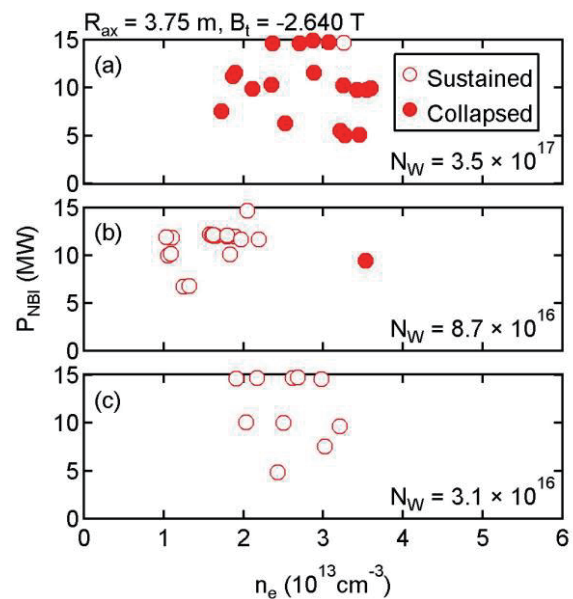 R_ax = 3.75 m, B_t = -2.640 T
15
(a)
Sustained
10
Collapsed
5
N_W = 3.5 × 10^17
0
15
(b)
10
5
N_W = 8.7 × 10^16
0
15
(c)
10
5
N_W = 3.1 × 10^16
0
P_NBI (MW)
0 1 2 3 4 5 6
n_e (10^13 cm^-3)